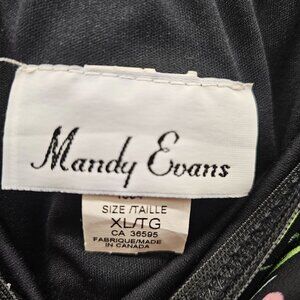 Mandy Evans
SIZE/TAILLE
XL/TG
CA 36595
FABRIQUE/MADE
IN CANADA